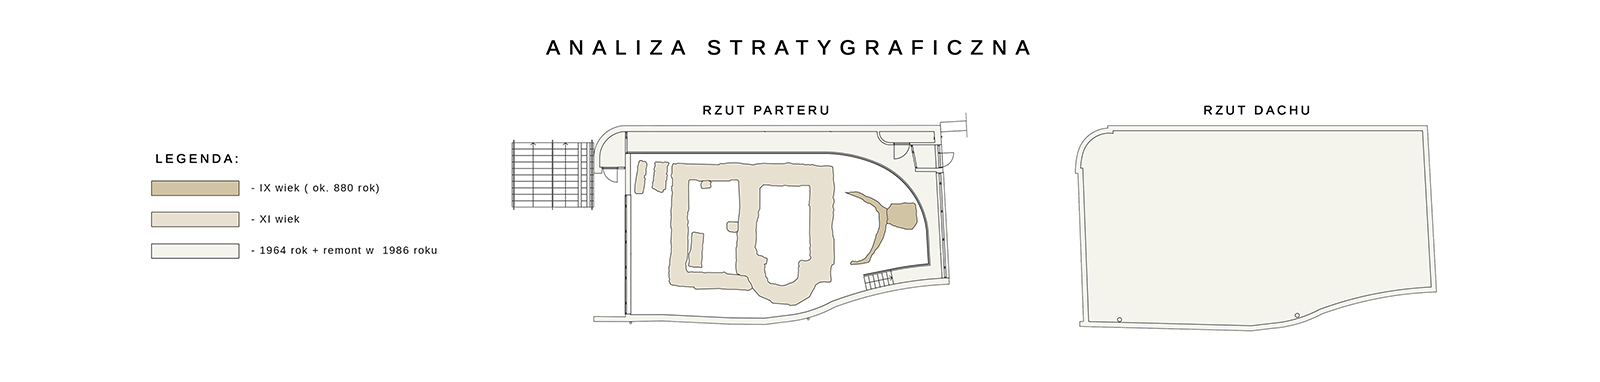 ANALIZA STRATYGRAFICZNA
RZUT PARTERU
RZUT DACHU
LEGENDA:
- IX wiek ( ok. 880 rok)
- XI wiek
- 1964 rok + remont w  1986 roku